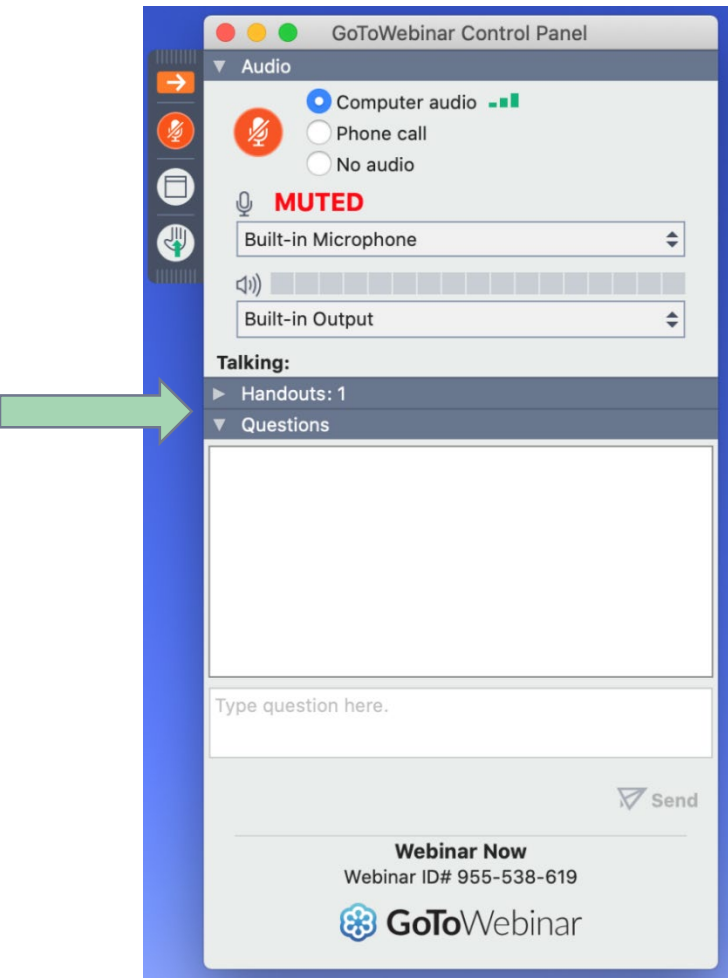 GoToWebinar Control Panel
Audio
Computer audio
Phone call
No audio
MUTED
Built-in Microphone
Built-in Output
Talking:
Handouts: 1
Questions
Type question here.
Send
Webinar Now
Webinar ID# 955-538-619
GoToWebinar